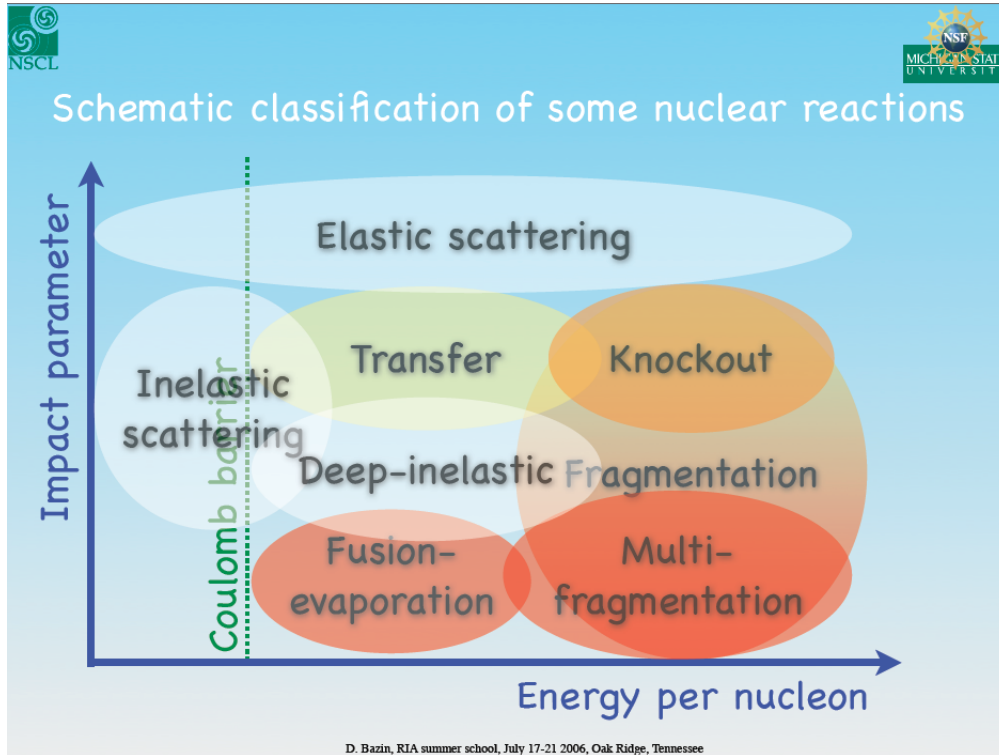 NSCL
NSF
MICHIGAN STAT
UNIVERSIT
Schematic classification of some nuclear reactions
Impact parameter
Coulomb barrier
Elastic scattering
Transfer
Knockout
Inelastic
scattering
Deep-inelastic
Fragmentation
Fusion-
evaporation
Multi-
fragmentation
Energy per nucleon
D. Bazin, RIA summer school, July 17-21 2006, Oak Ridge, Tennessee